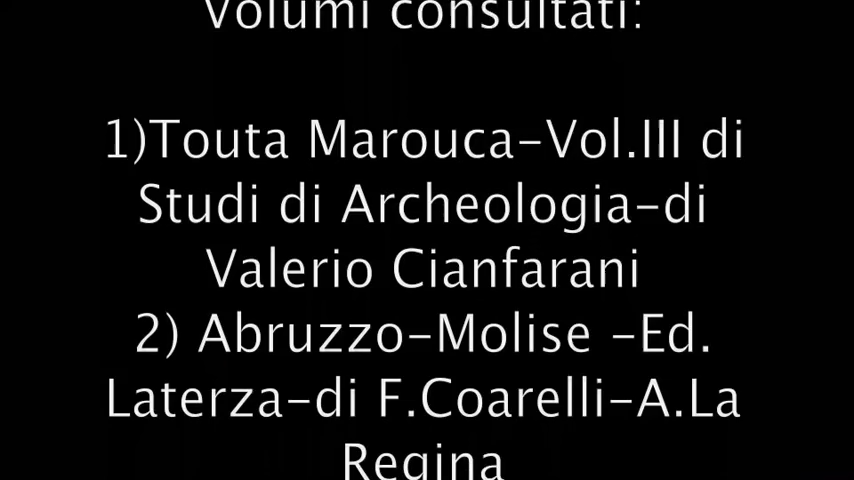 Volumi consultati:
1)Touta Marouca-Vol.III di
Studi di Archeologia-di
Valerio Cianfarani
2) Abruzzo-Molise -Ed.
Laterza-di F.Coarelli-A.La
Regina